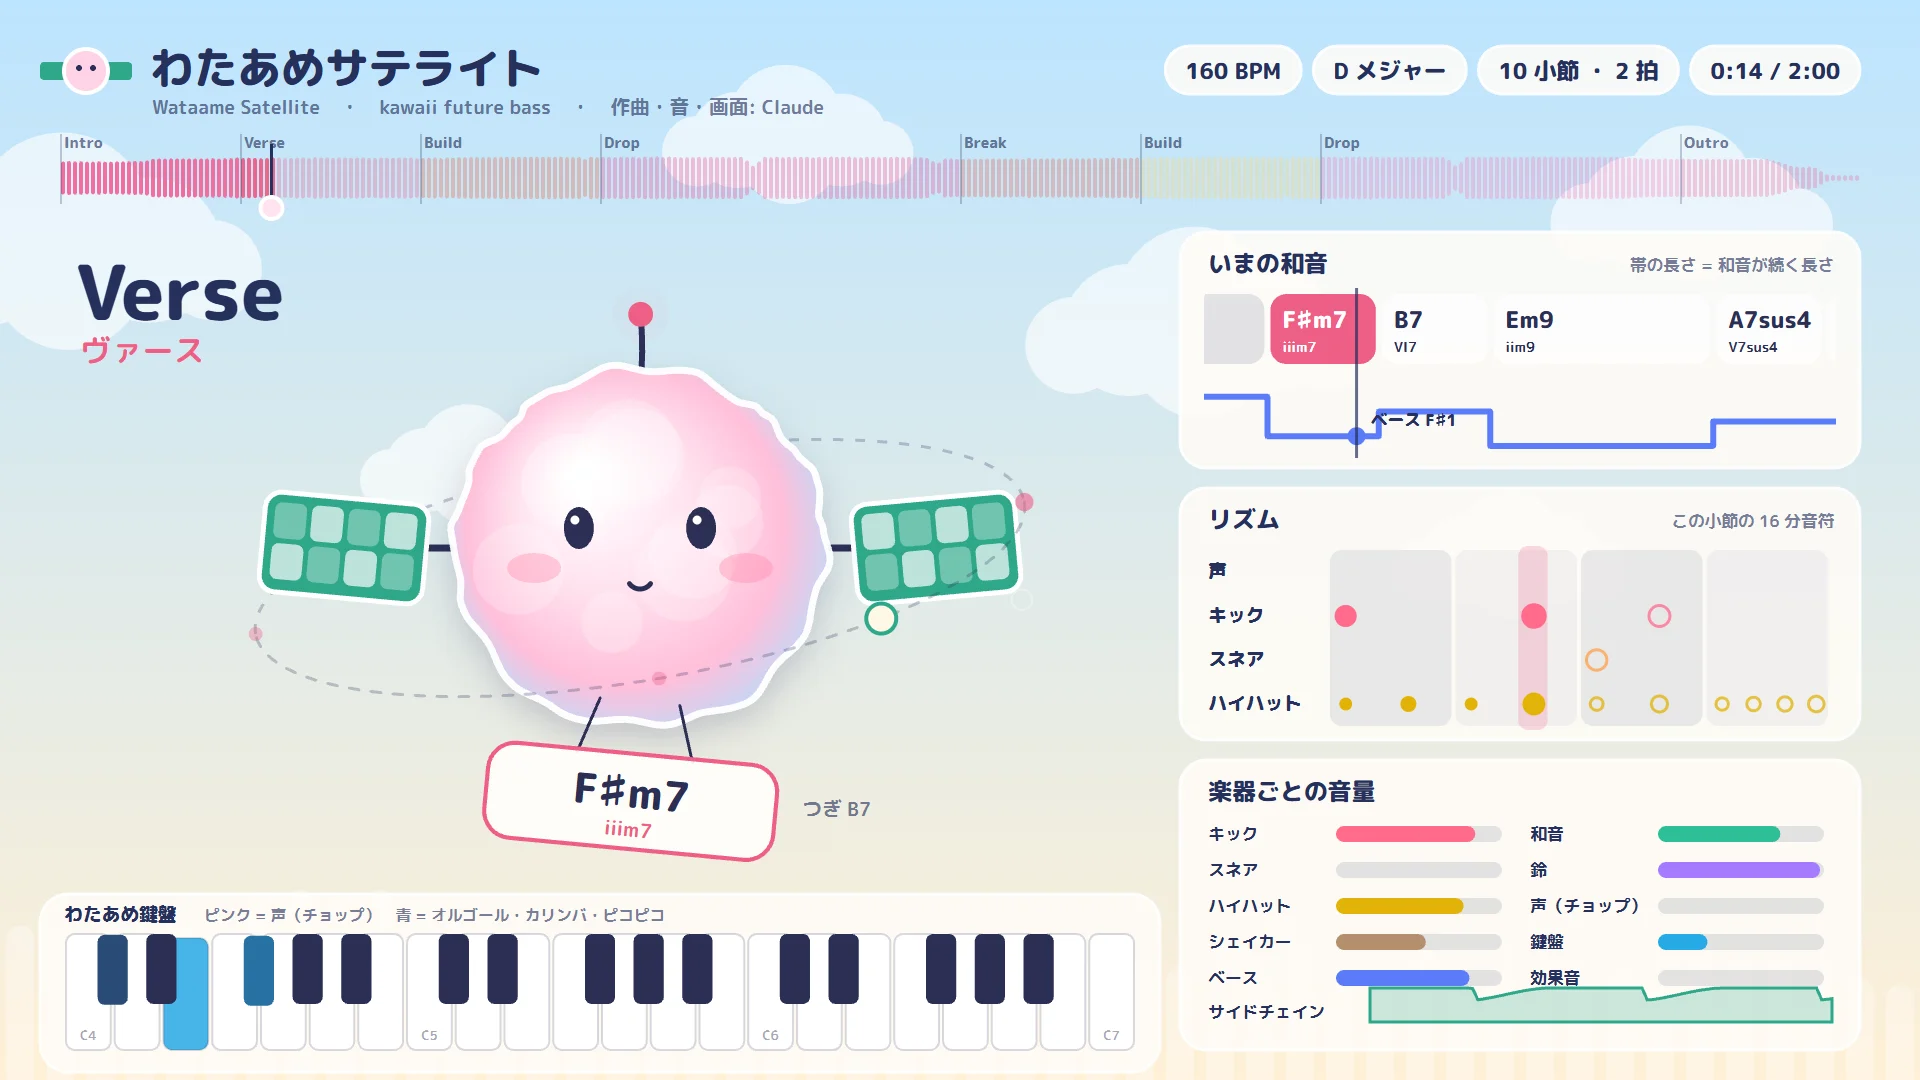 わたあめサテライト
Wataame Satellite ・ kawaii future bass ・ 作曲・音・画面: Claude
160 BPM
D メジャー
10 小節 ・ 2 拍
0:14 / 2:00
Intro
Verse
Build
Drop
Break
Build
Drop
Outro
Verse
ヴァース
F♯m7
iiim7
つぎ B7
いまの和音
帯の長さ = 和音が続く長さ
F♯m7
iiim7
B7
VI7
Em9
iim9
A7sus4
V7sus4
ベース F♯1
リズム
この小節の 16 分音符
声
キック
スネア
ハイハット
楽器ごとの音量
キック
スネア
ハイハット
シェイカー
ベース
サイドチェイン
和音
鈴
声（チョップ）
鍵盤
効果音
わたあめ鍵盤
ピンク = 声（チョップ） 青 = オルゴール・カリンバ・ピコピコ
C4
C5
C6
C7